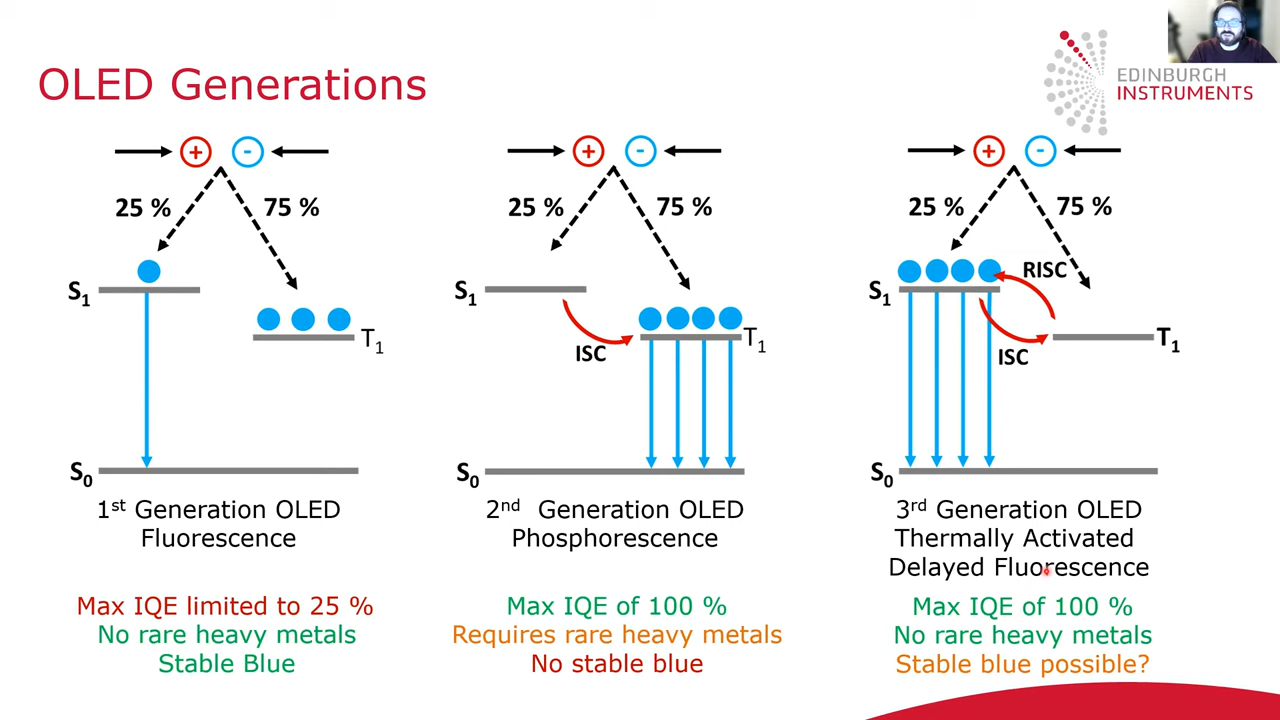 OLED Generations
EDINBURGH
INSTRUMENTS
+ -
25 % 75 %
S1
T1
S0
1st Generation OLED
Fluorescence
Max IQE limited to 25 %
No rare heavy metals
Stable Blue
+ -
25 % 75 %
S1
ISC
T1
S0
2nd Generation OLED
Phosphorescence
Max IQE of 100 %
Requires rare heavy metals
No stable blue
+ -
25 % 75 %
RISC
S1
ISC
T1
S0
3rd Generation OLED
Thermally Activated
Delayed Fluorescence
Max IQE of 100 %
No rare heavy metals
Stable blue possible?